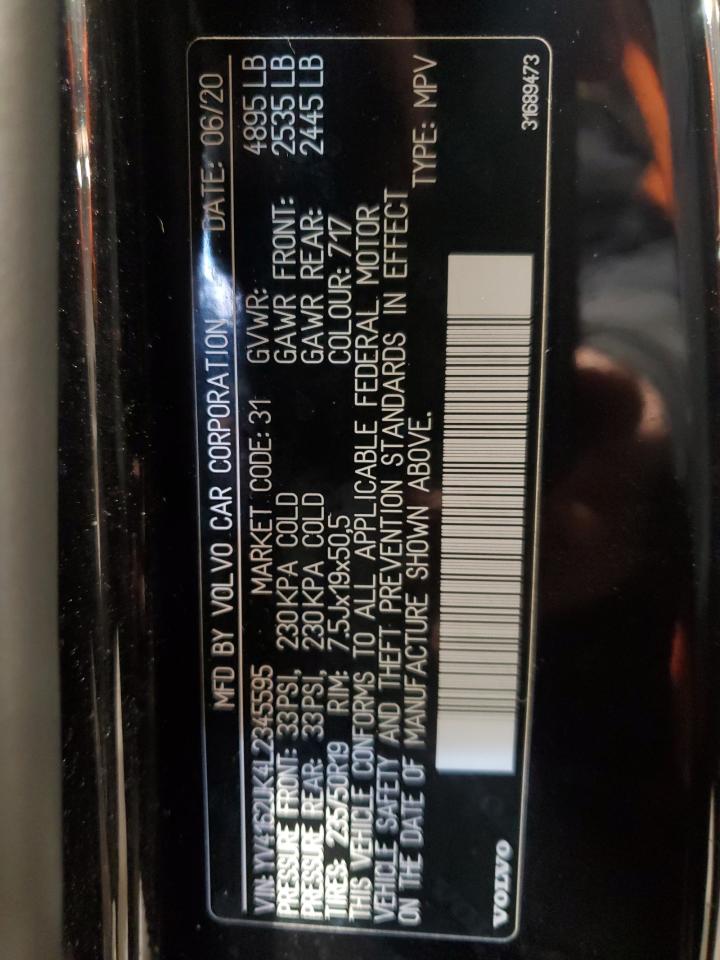 MFD BY VOLVO CAR CORPORATION DATE: 06/20
VIN: YV4162UK4L2345595 MARKET CODE: 31 GVWR: 4895 LB
PRESSURE FRONT: 33PSI, 230KPA COLD GAWR FRONT: 2535 LB
PRESSURE REAR: 33PSI, 230KPA COLD GAWR REAR: 2445 LB
TIRES: 235/50R19 RIM: 7.5Jx19x50,5 COLOUR: 717
THIS VEHICLE CONFORMS TO ALL APPLICABLE FEDERAL MOTOR
VEHICLE SAFETY AND THEFT PREVENTION STANDARDS IN EFFECT
ON THE DATE OF MANUFACTURE SHOWN ABOVE. TYPE: MPV
VOLVO 31689473